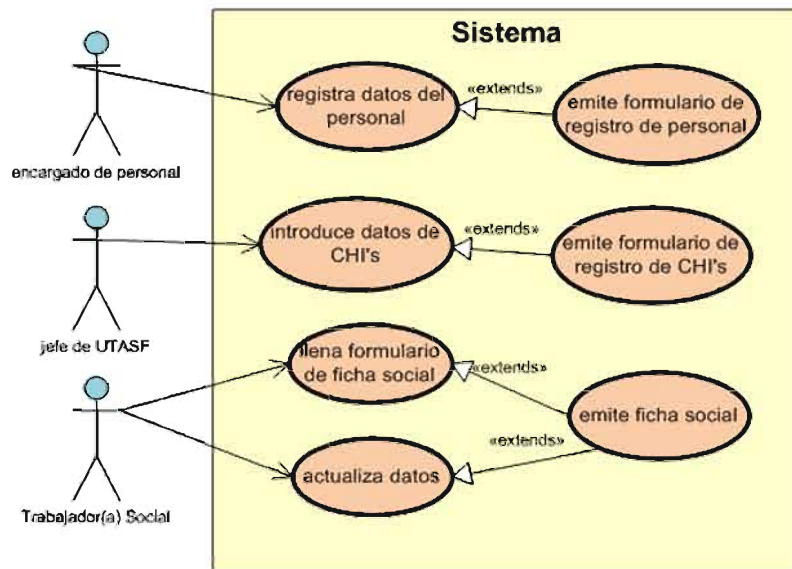 Sistema
registra datos del
personal
«extends»
emite formulario de
registro de personal
encargado de personal
introduce datos de
CHI's
«extends»
emite formulario de
registro de CHI's
jefe de UTASF
llena formulario
de ficha social
«extends»
emite ficha social
«extends»
actualiza datos
Trabajador(a) Social